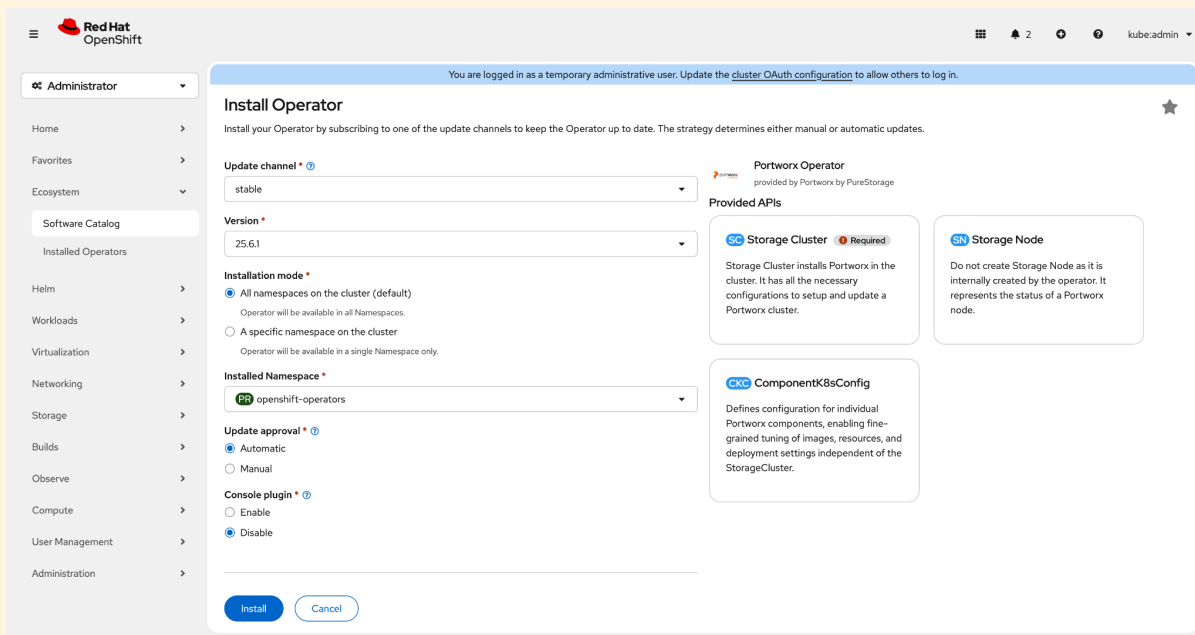 Red Hat
OpenShift
2
kube:admin
Administrator
Home
Favorites
Ecosystem
Software Catalog
Installed Operators
Helm
Workloads
Virtualization
Networking
Storage
Builds
Observe
Compute
User Management
Administration
You are logged in as a temporary administrative user. Update the cluster OAuth configuration to allow others to log in.
Install Operator
Install your Operator by subscribing to one of the update channels to keep the Operator up to date. The strategy determines either manual or automatic updates.
Update channel *
stable
Version *
25.6.1
Installation mode *
All namespaces on the cluster (default)
Operator will be available in all Namespaces.
A specific namespace on the cluster
Operator will be available in a single Namespace only.
Installed Namespace *
PR openshift-operators
Update approval *
Automatic
Manual
Console plugin *
Enable
Disable
Install
Cancel
Portworx Operator
provided by Portworx by PureStorage
Provided APIs
SC Storage Cluster Required
Storage Cluster installs Portworx in the
cluster. It has all the necessary
configurations to setup and update a
Portworx cluster.
SN Storage Node
Do not create Storage Node as it is
internally created by the operator. It
represents the status of a Portworx
node.
CKC ComponentK8sConfig
Defines configuration for individual
Portworx components, enabling fine-
grained tuning of images, resources, and
deployment settings independent of the
StorageCluster.